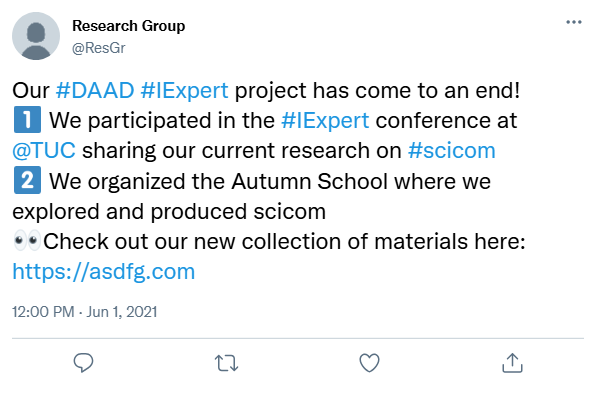 Research Group
@ResGr
Our #DAAD #IExpert project has come to an end!
1️⃣ We participated in the #IExpert conference at
@TUC sharing our current research on #scicom
2️⃣ We organized the Autumn School where we
explored and produced scicom
👀Check out our new collection of materials here:
https://asdfg.com
12:00 PM · Jun 1, 2021